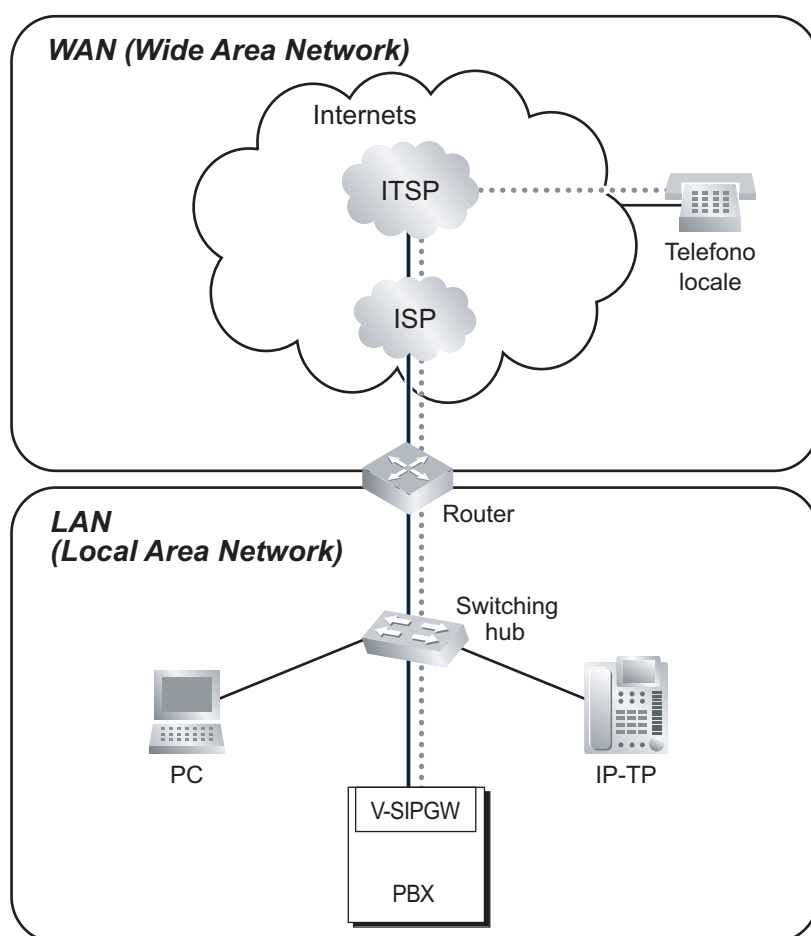 WAN (Wide Area Network)
Internets
ITSP
Telefono
locale
ISP
Router
LAN
(Local Area Network)
Switching
hub
PC
IP-TP
V-SIPGW
PBX